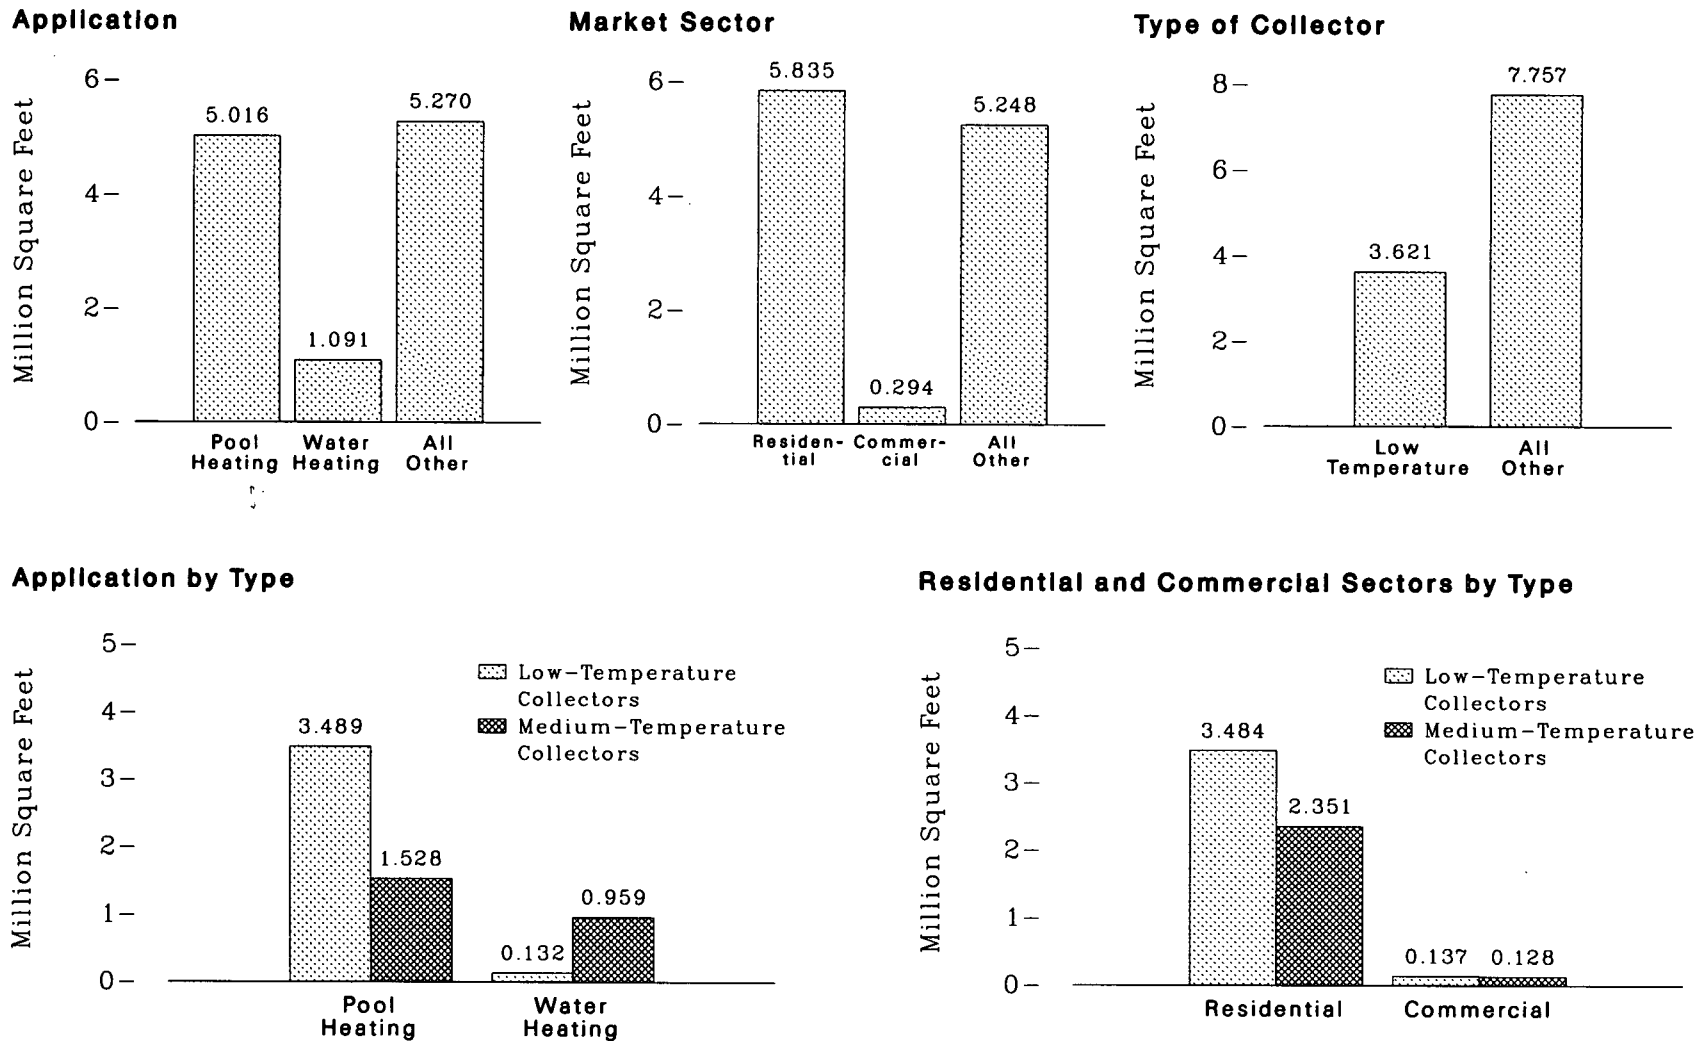 Application
Million Square Feet
6
4
2
0
5.016
1.091
5.270
Pool
Heating
Water
Heating
All
Other
Market Sector
Million Square Feet
6
4
2
0
5.835
0.294
5.248
Residen-
tial
Commer-
cial
All
Other
Type of Collector
Million Square Feet
8
6
4
2
0
3.621
7.757
Low
Temperature
All
Other
Application by Type
Million Square Feet
5
4
3
2
1
0
Low-Temperature
Collectors
Medium-Temperature
Collectors
3.489
1.528
0.132
0.959
Pool
Heating
Water
Heating
Residential and Commercial Sectors by Type
Million Square Feet
5
4
3
2
1
0
Low-Temperature
Collectors
Medium-Temperature
Collectors
3.484
2.351
0.137
0.128
Residential
Commercial